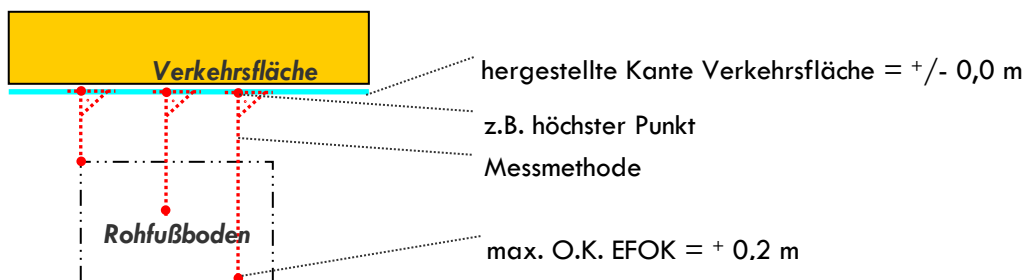 Verkehrsfläche
hergestellte Kante Verkehrsfläche = +/- 0,0 m
z.B. höchster Punkt
Messmethode
Rohfußboden
max. O.K. EFOK = + 0,2 m